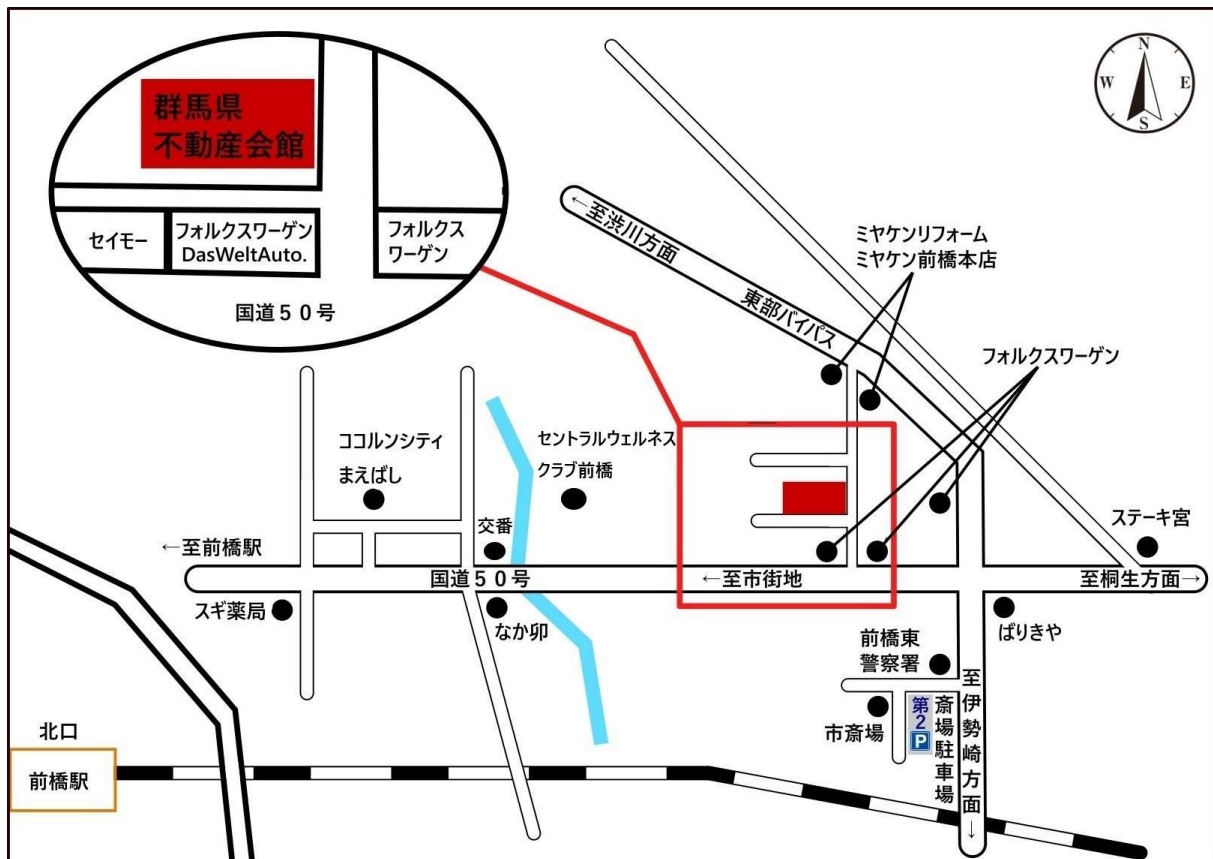 群馬県
不動産会館
セイモー
フォルクスワーゲン
DasWeltAuto.
フォルクス
ワーゲン
国道５０号
N
W
E
S
←至渋川方面
東部バイパス
ミヤケンリフォーム
ミヤケン前橋本店
フォルクスワーゲン
ココルンシティ
まえばし
セントラルウェルネス
クラブ前橋
交番
ステーキ宮
←至前橋駅
国道５０号
←至市街地
至桐生方面→
スギ薬局
なか卯
ばりきや
前橋東
警察署
市斎場
第2
P
斎場駐車場
至伊勢崎方面→
北口
前橋駅